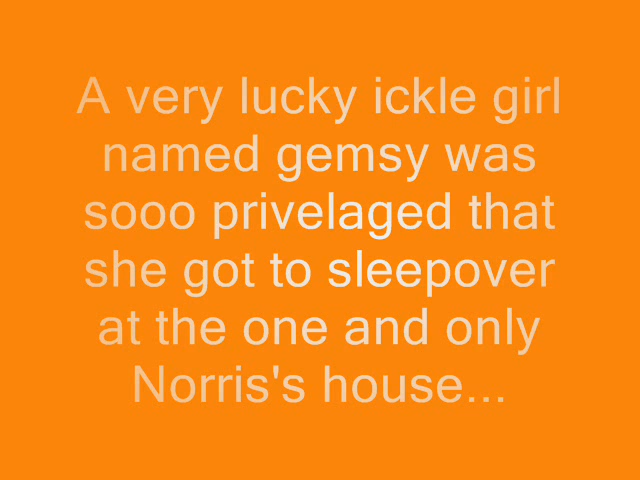 A very lucky ickle girl
named gemsy was
sooo privelaged that
she got to sleepover
at the one and only
Norris's house...